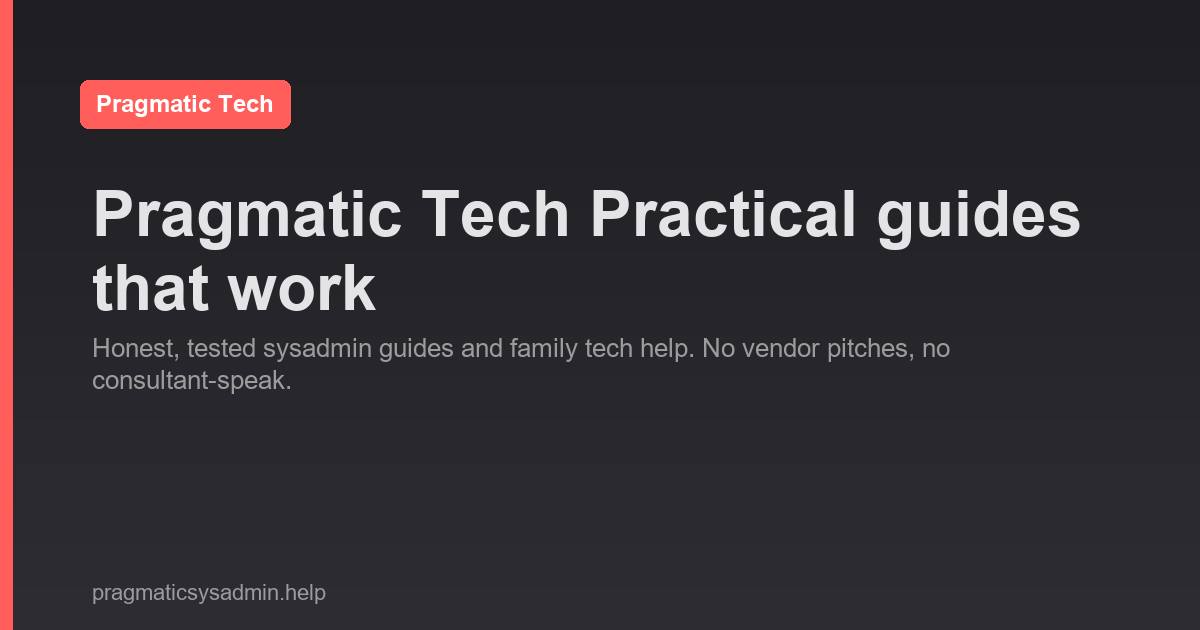 Pragmatic Tech
Pragmatic Tech Practical guides
that work
Honest, tested sysadmin guides and family tech help. No vendor pitches, no
consultant-speak.
pragmaticsysadmin.help